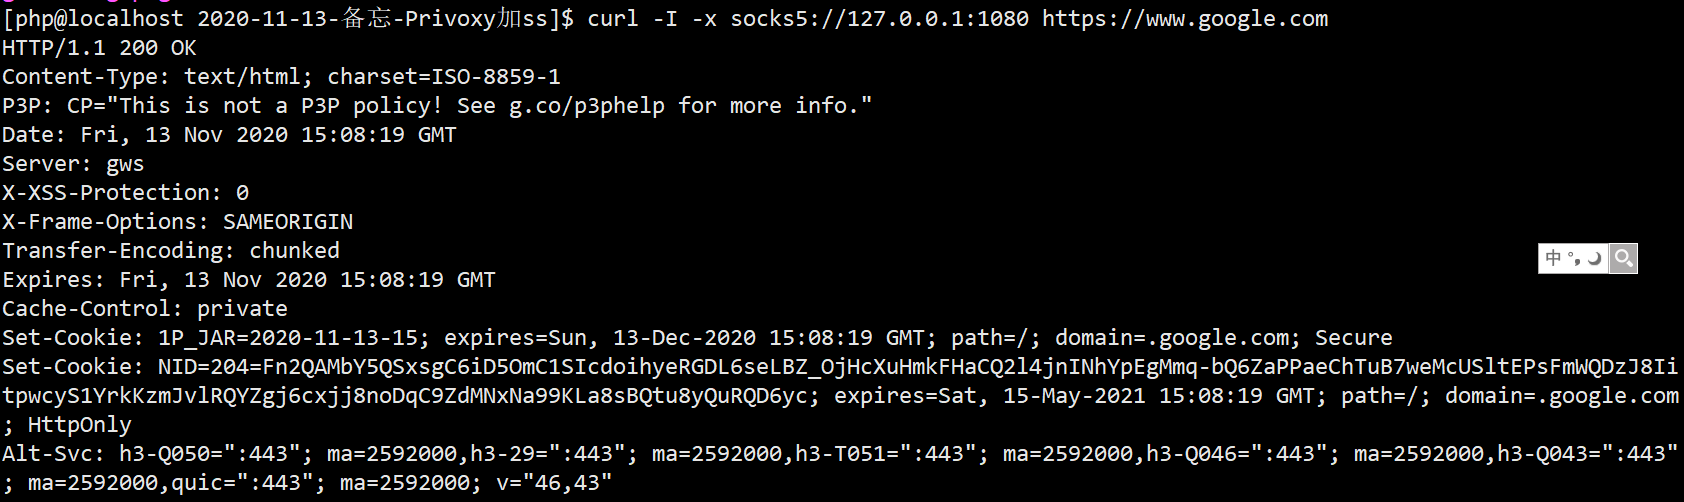 [php@localhost 2020-11-13-备忘-Privoxy加ss]$ curl -I -x socks5://127.0.0.1:1080 https://www.google.com
HTTP/1.1 200 OK
Content-Type: text/html; charset=ISO-8859-1
P3P: CP="This is not a P3P policy! See g.co/p3phelp for more info."
Date: Fri, 13 Nov 2020 15:08:19 GMT
Server: gws
X-XSS-Protection: 0
X-Frame-Options: SAMEORIGIN
Transfer-Encoding: chunked
中 °,
Expires: Fri, 13 Nov 2020 15:08:19 GMT
Cache-Control: private
Set-Cookie: 1P_JAR=2020-11-13-15; expires=Sun, 13-Dec-2020 15:08:19 GMT; path=/; domain=.google.com; Secure
Set-Cookie: NID=204=Fn2QAMbY5QSxsgC6iD5OmC1SIcdoihyeRGDL6seLBZ_OjHcXuHmkFHaCQ2l4jnINhYpEgMmq-bQ6ZaPPaeChTuB7weMcUSltEPsFmWQDzJ8Ii
tpwcyS1YrkKzmJvlRQYZgj6cxjj8noDqC9ZdMNxNa99KLa8sBQtu8yQuRQD6yc; expires=Sat, 15-May-2021 15:08:19 GMT; path=/; domain=.google.com
; HttpOnly
Alt-Svc: h3-Q050=":443"; ma=2592000,h3-29=":443"; ma=2592000,h3-T051=":443"; ma=2592000,h3-Q046=":443"; ma=2592000,h3-Q043=":443"
; ma=2592000,quic=":443"; ma=2592000; v="46,43"